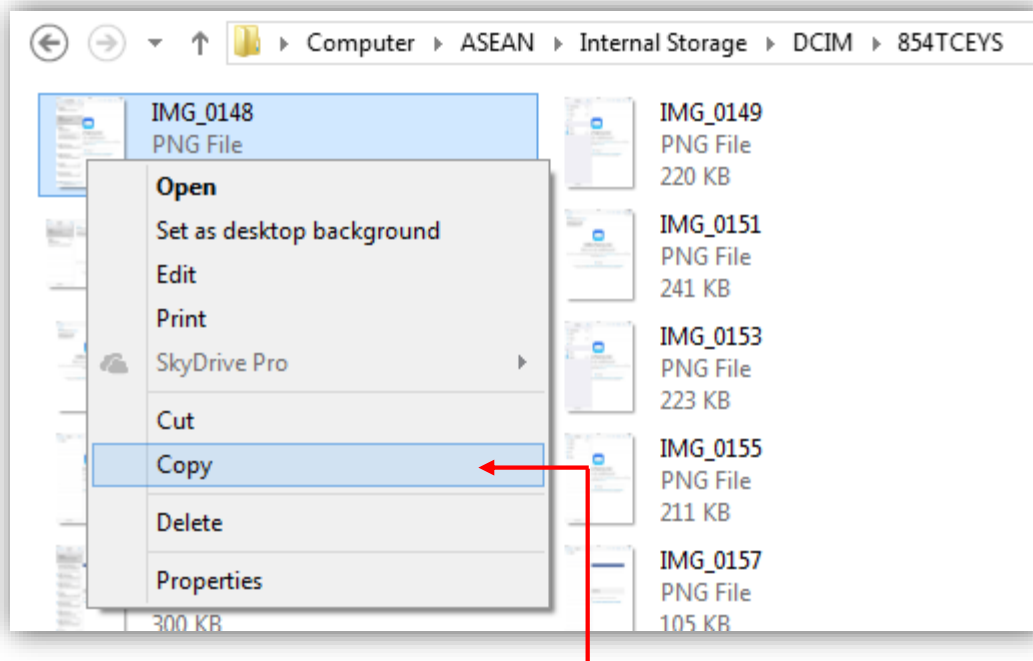 Computer ASEAN Internal Storage DCIM 854TCEYS
IMG_0148
PNG File
Open
Set as desktop background
Edit
Print
SkyDrive Pro
Cut
Copy
Delete
Properties
300 KB
IMG_0149
PNG File
220 KB
IMG_0151
PNG File
241 KB
IMG_0153
PNG File
223 KB
IMG_0155
PNG File
211 KB
IMG_0157
PNG File
105 KB